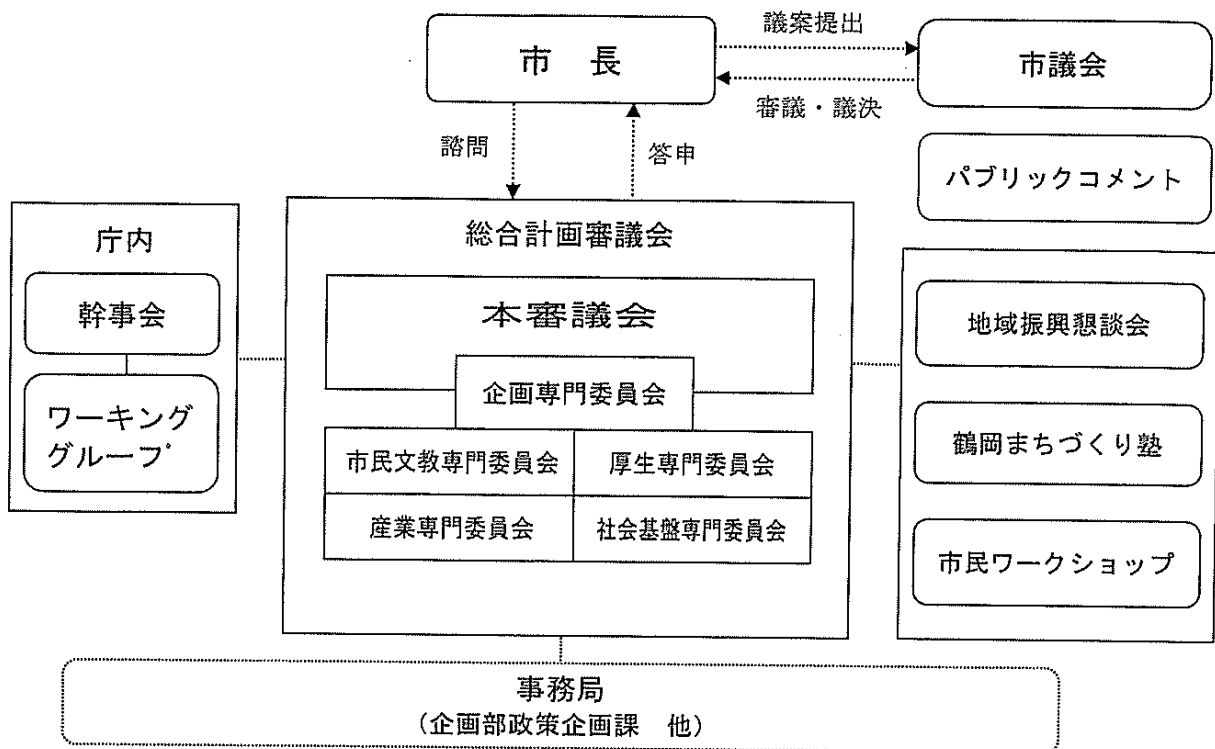 市　長
議案提出
審議・議決
市議会
諮問
答申
パブリックコメント
庁内
幹事会
ワーキング
グループ
総合計画審議会
本審議会
企画専門委員会
市民文教専門委員会
厚生専門委員会
産業専門委員会
社会基盤専門委員会
地域振興懇談会
鶴岡まちづくり塾
市民ワークショップ
事務局
（企画部政策企画課　他）